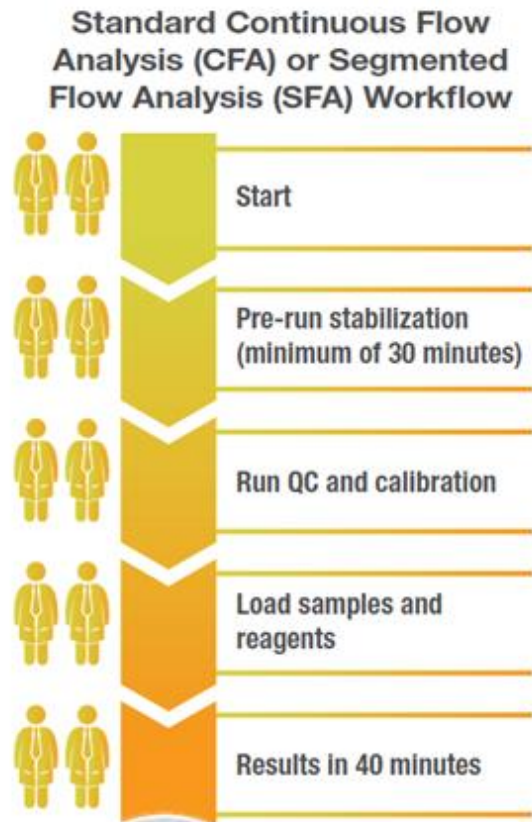 Standard Continuous Flow
Analysis (CFA) or Segmented
Flow Analysis (SFA) Workflow
Start
Pre-run stabilization
(minimum of 30 minutes)
Run QC and calibration
Load samples and
reagents
Results in 40 minutes